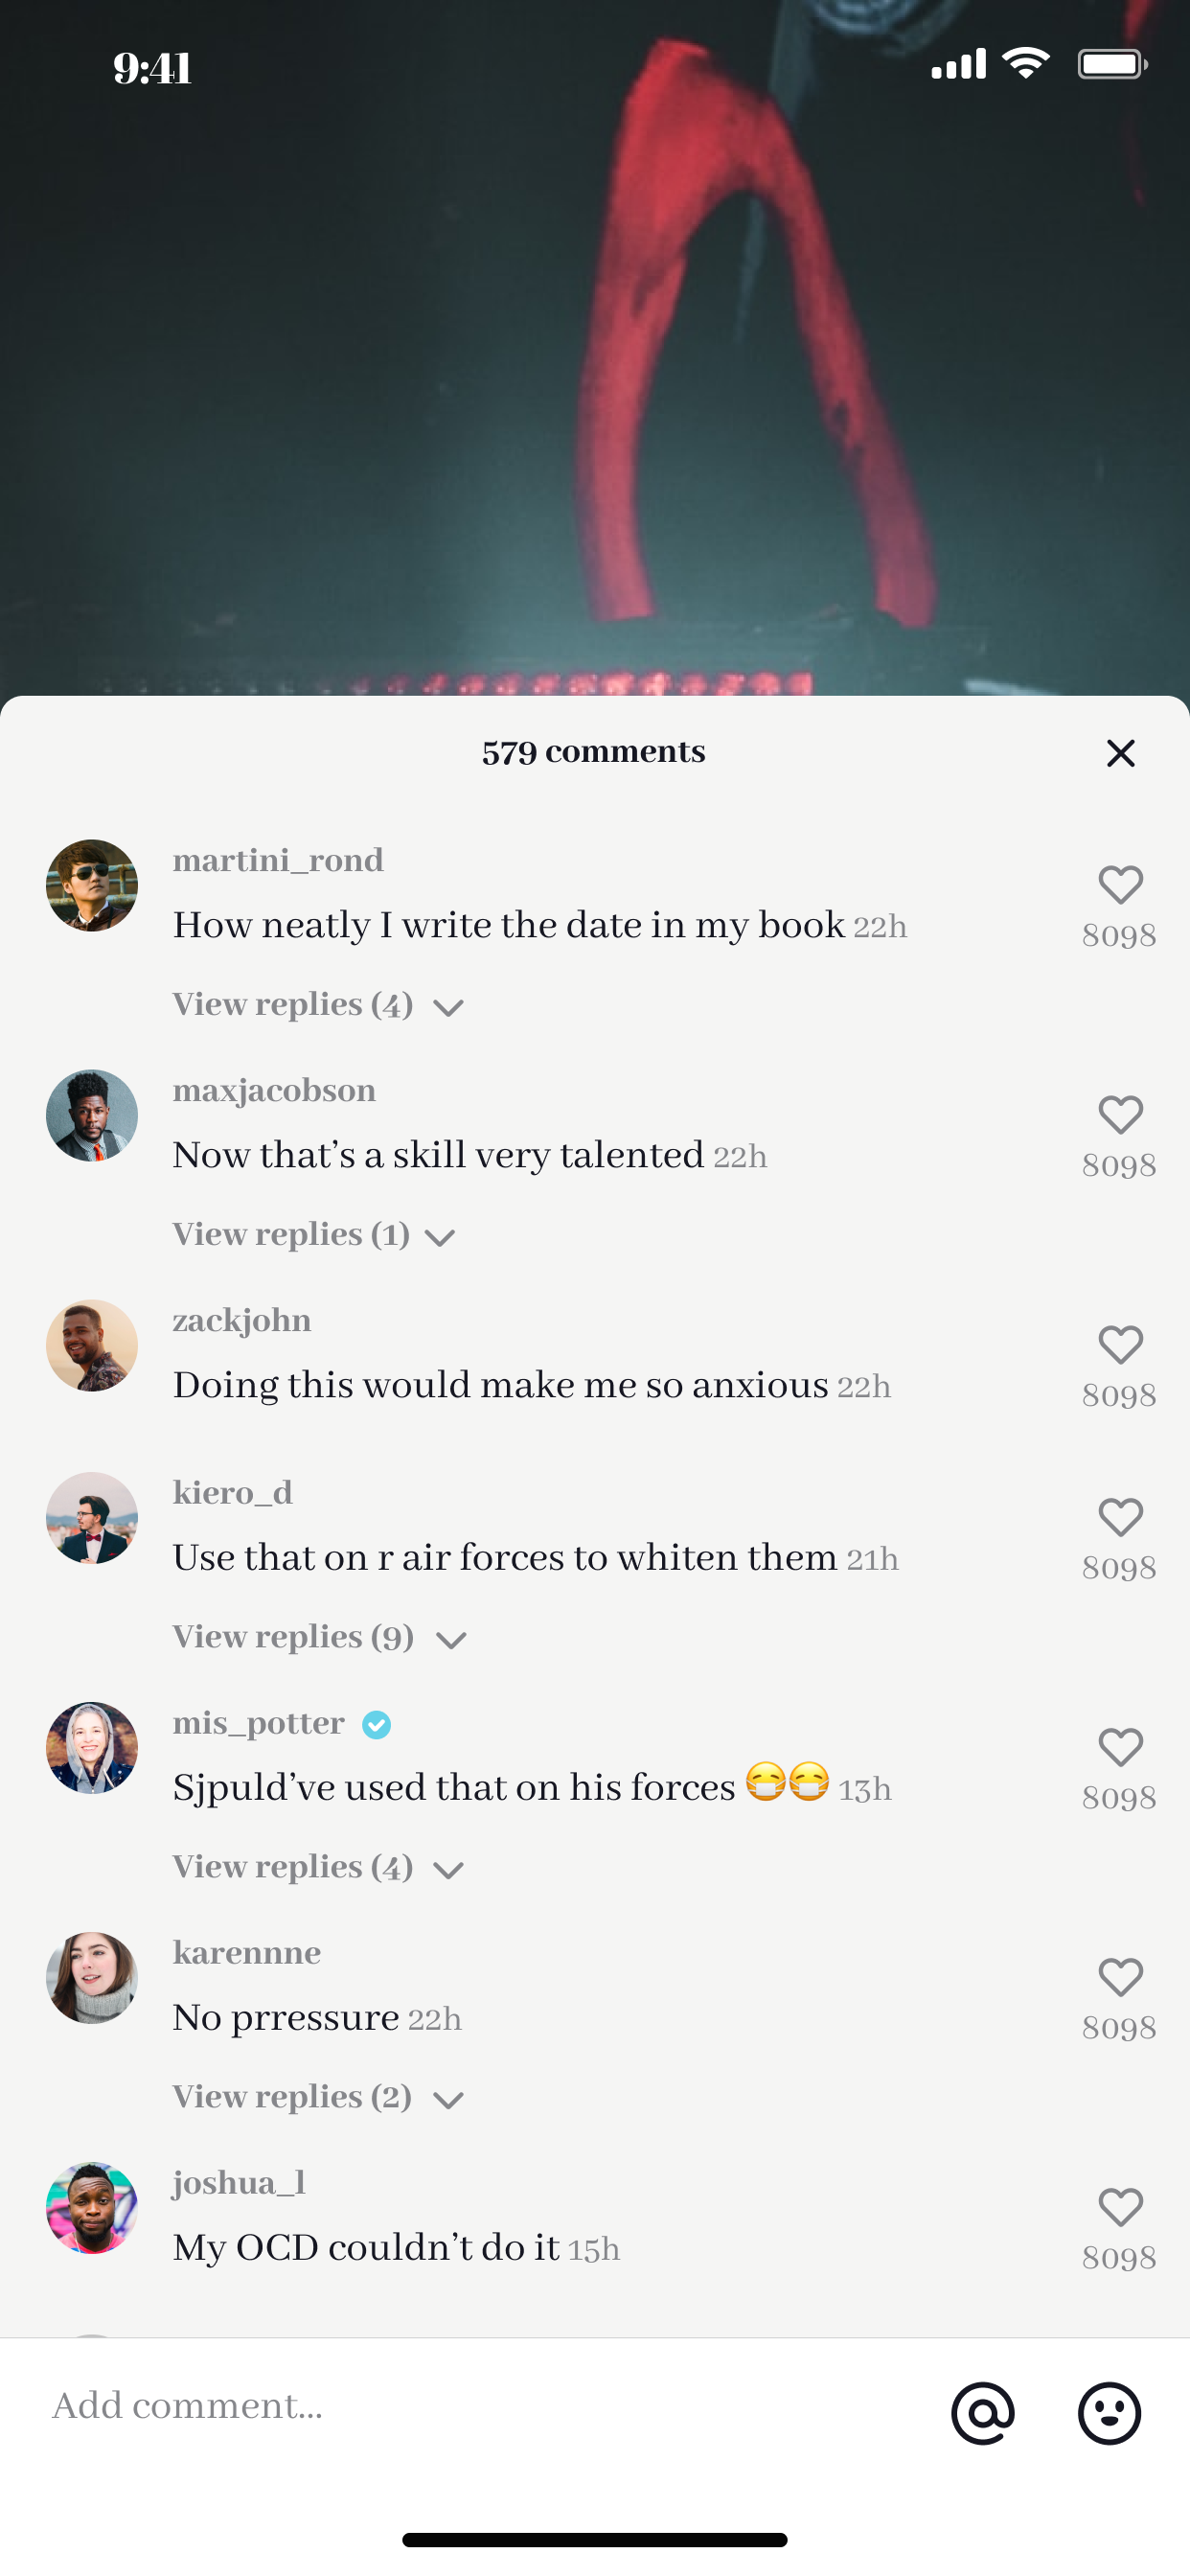 9:41
579 comments
martini_rond
How neatly I write the date in my book 22h
8098
View replies (4)
maxjacobson
Now that’s a skill very talented 22h
8098
View replies (1)
zackjohn
Doing this would make me so anxious 22h
8098
kiero_d
Use that on r air forces to whiten them 21h
8098
View replies (9)
mis_potter
Sjpuld’ve used that on his forces 😷😷 13h
8098
View replies (4)
karennne
No prressure 22h
8098
View replies (2)
joshua_l
My OCD couldn’t do it 15h
8098
Add comment...